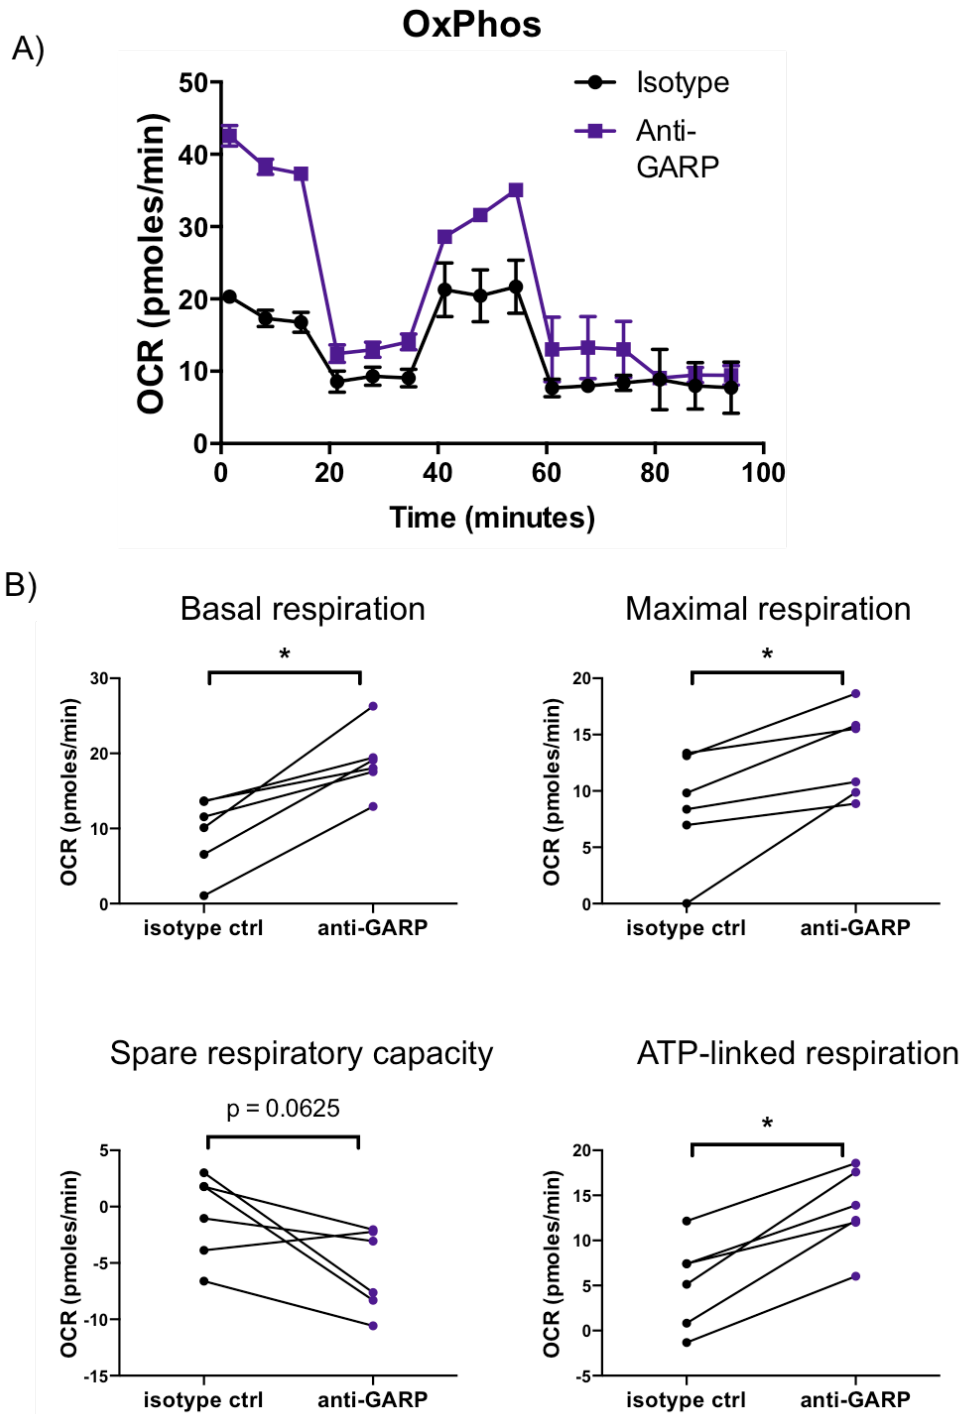 OxPhos
A)
50
40
30
20
10
0
OCR (pmoles/min)
Isotype
Anti-
GARP
0 20 40 60 80 100
Time (minutes)
B)
Basal respiration
*
30
20
10
0
OCR (pmoles/min)
isotype ctrl anti-GARP
Maximal respiration
*
20
15
10
5
0
OCR (pmoles/min)
isotype ctrl anti-GARP
Spare respiratory capacity
p = 0.0625
5
0
-5
-10
-15
OCR (pmoles/min)
isotype ctrl anti-GARP
ATP-linked respiration
*
20
15
10
5
0
-5
OCR (pmoles/min)
isotype ctrl anti-GARP